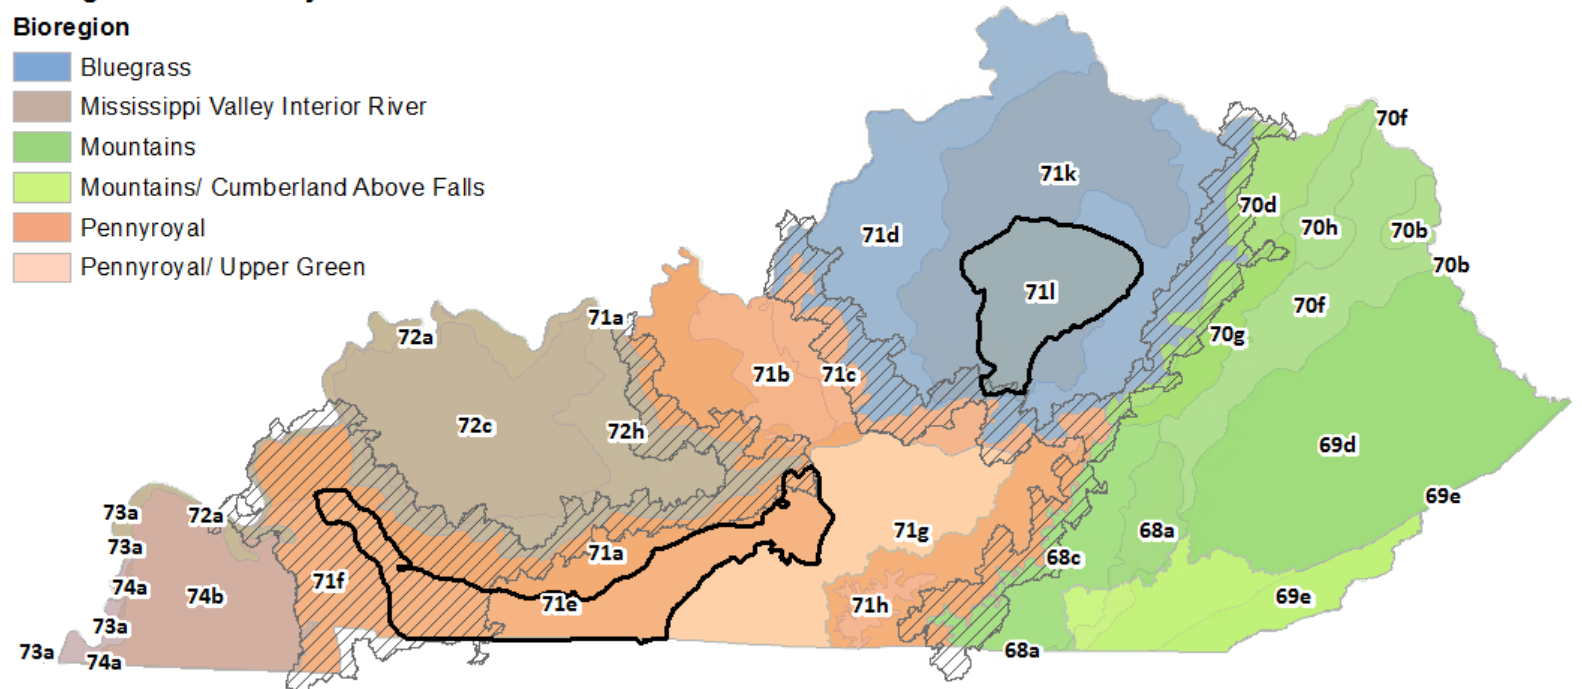 Bioregion
Bluegrass
Mississippi Valley Interior River
Mountains
Mountains/ Cumberland Above Falls
Pennyroyal
Pennyroyal/ Upper Green
70f
71k
70d
70h
70b
71d
70b
71l
70f
71a
72a
70g
71b
71c
72c
72h
69d
69e
73a
72a
71g
68a
73a
71a
68c
71f
74a
74b
71e
71h
69e
73a
73a
74a
68a